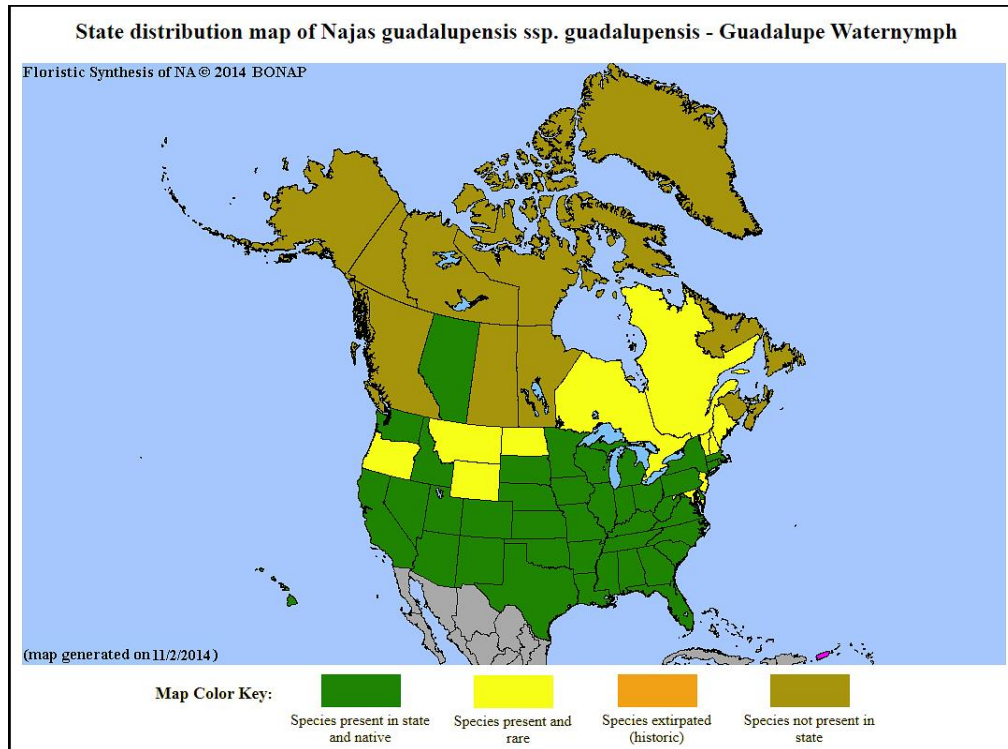 State distribution map of Najas guadalupensis ssp. guadalupensis - Guadalupe Waternymph
Floristic Synthesis of NA © 2014 BONAP
(map generated on 11/2/2014)
Map Color Key:
Species present in state
and native
Species present and
rare
Species extirpated
(historic)
Species not present in
state